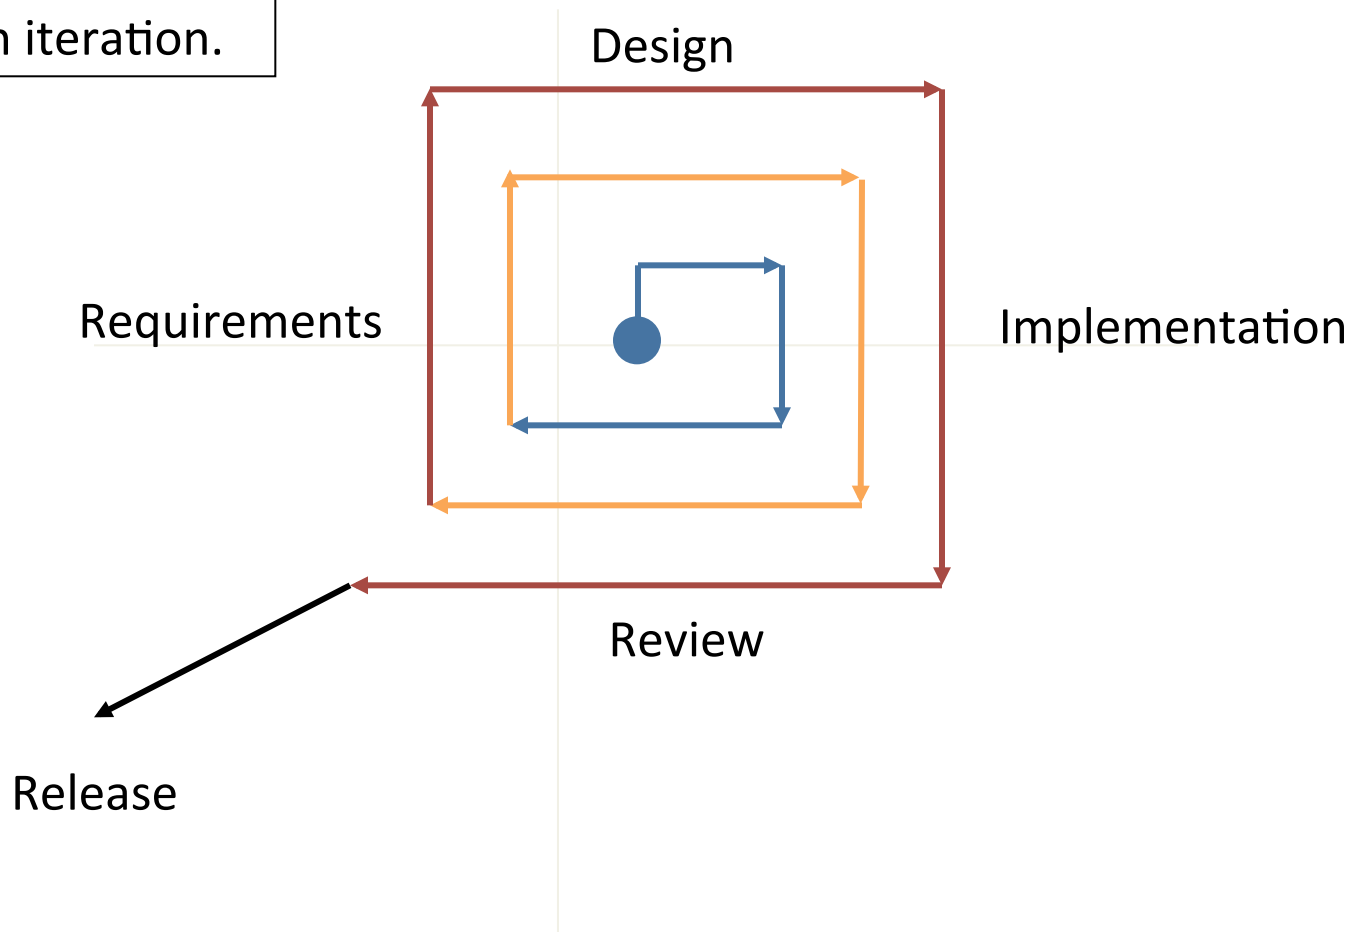 iteration.
Design
Requirements
Implementation
Review
Release